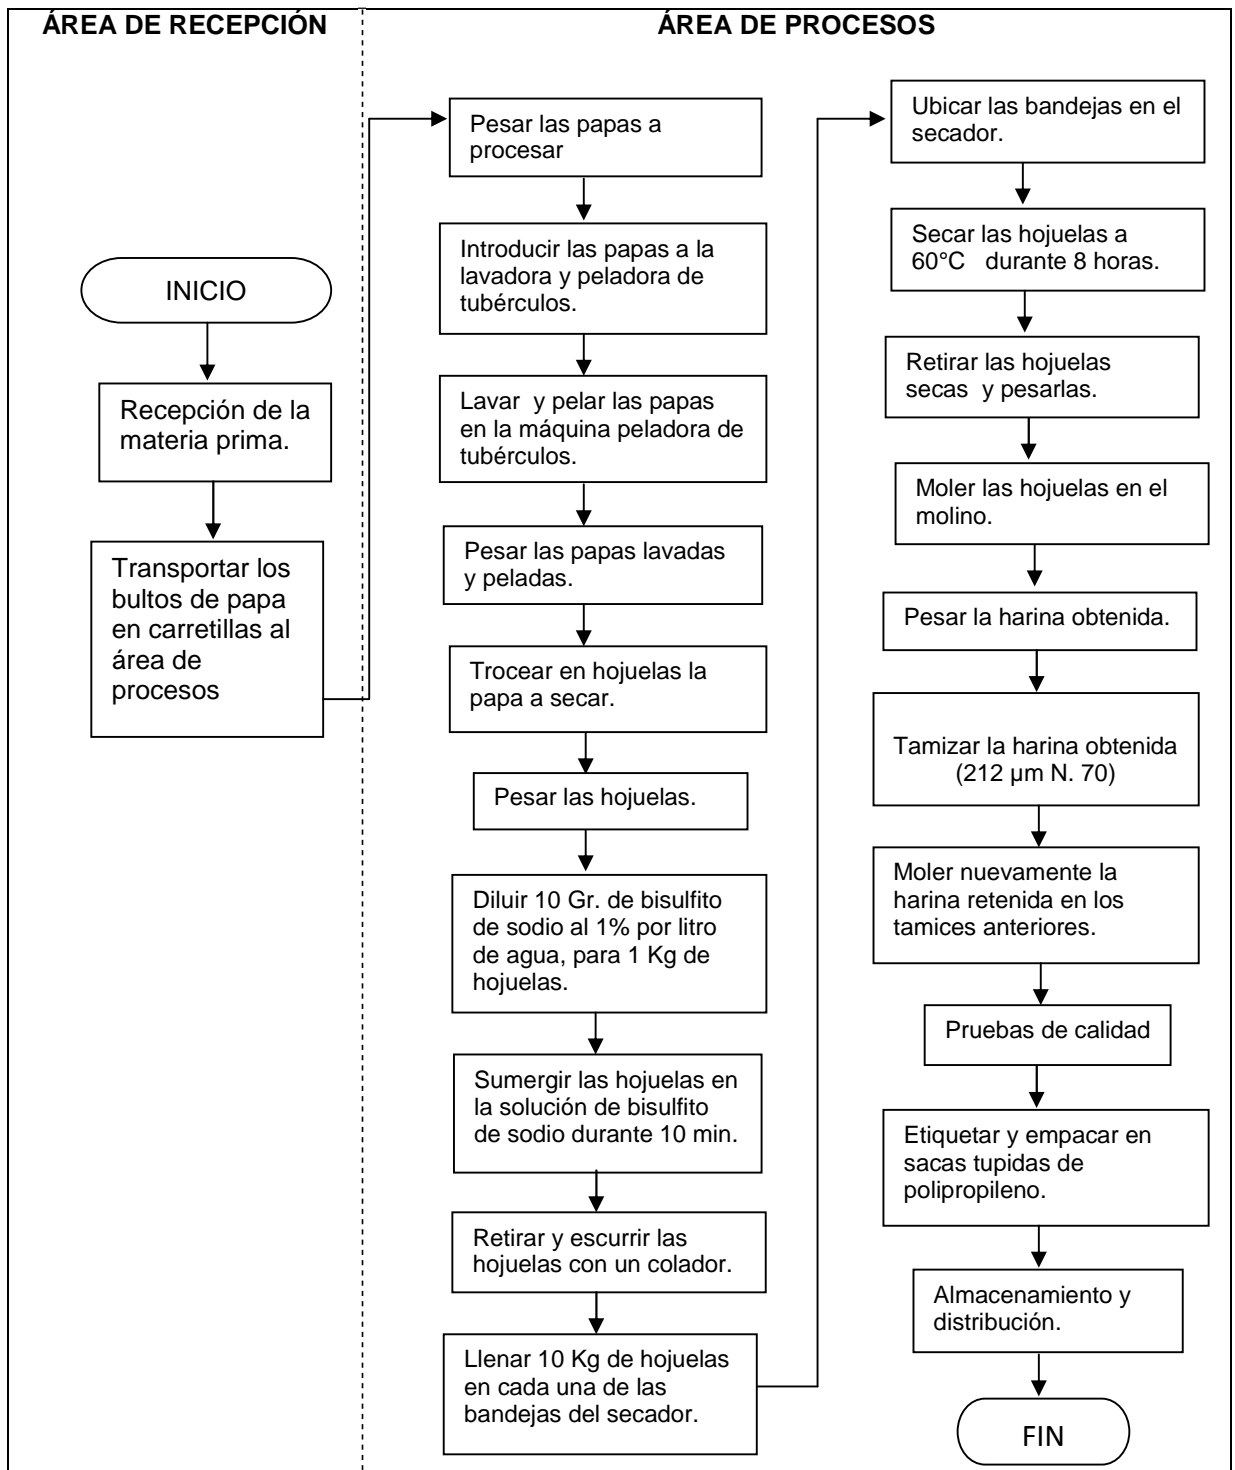 ÁREA DE RECEPCIÓN
ÁREA DE PROCESOS
INICIO
Recepción de la
materia prima.
Transportar los
bultos de papa
en carretillas al
área de
procesos
Pesar las papas a
procesar
Introducir las papas a la
lavadora y peladora de
tubérculos.
Lavar y pelar las papas
en la máquina peladora de
tubérculos.
Pesar las papas lavadas
y peladas.
Trocear en hojuelas la
papa a secar.
Pesar las hojuelas.
Diluir 10 Gr. de bisulfito
de sodio al 1% por litro
de agua, para 1 Kg de
hojuelas.
Sumergir las hojuelas en
la solución de bisulfito
de sodio durante 10 min.
Retirar y escurrir las
hojuelas con un colador.
Llenar 10 Kg de hojuelas
en cada una de las
bandejas del secador.
Ubicar las bandejas en el
secador.
Secar las hojuelas a
60°C durante 8 horas.
Retirar las hojuelas
secas y pesarlas.
Moler las hojuelas en el
molino.
Pesar la harina obtenida.
Tamizar la harina obtenida
(212 µm N. 70)
Moler nuevamente la
harina retenida en los
tamices anteriores.
Pruebas de calidad
Etiquetar y empacar en
sacas tupidas de
polipropileno.
Almacenamiento y
distribución.
FIN